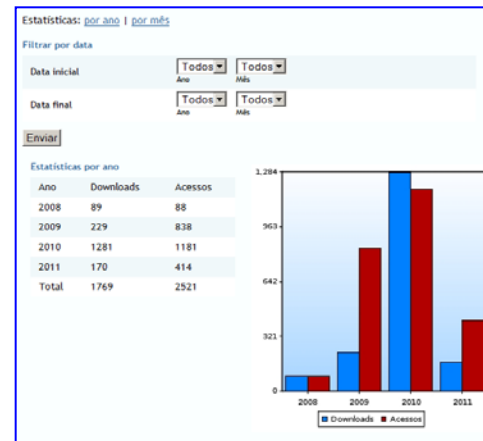 Estatísticas: por ano | por mês
Filtrar por data
Data inicial Todos Todos
Ano Mês
Data final Todos Todos
Ano Mês
Enviar
Estatísticas por ano
Ano Downloads Acessos
2008 89 88
2009 229 838
2010 1281 1181
2011 170 414
Total 1769 2521
1,284
963
642
321
0
2008 2009 2010 2011
Downloads Acessos